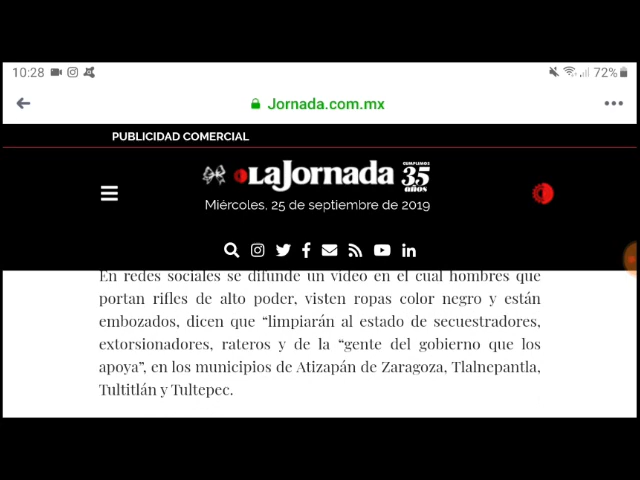 10:28 72%
Jornada.com.mx
PUBLICIDAD COMERCIAL
LaJornada CUMPLIMOS 35 años
Miércoles, 25 de septiembre de 2019
En redes sociales se difunde un video en el cual hombres que
portan rifles de alto poder, visten ropas color negro y están
embozados, dicen que “limpiarán al estado de secuestradores,
extorsionadores, rateros y de la “gente del gobierno que los
apoya”, en los municipios de Atizapán de Zaragoza, Tlalnepantla,
Tultitlán y Tultepec.